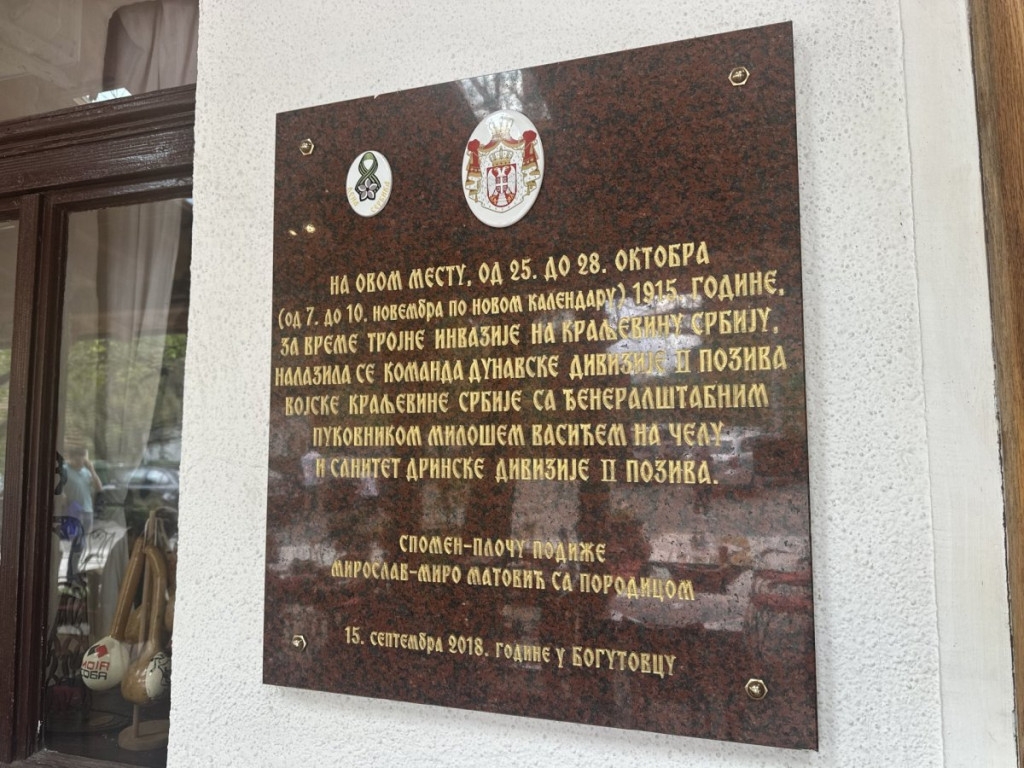 НА ОВОМ МЕСТУ, ОД 25. ДО 28. ОКТОБРА
(ОД 7. ДО 10. НОВЕМБРА ПО НОВОМ КАЛЕНДАРУ) 1915. ГОДИНЕ,
ЗА ВРЕМЕ ТРОЈНЕ ИНВАЗИЈЕ НА КРАЉЕВИНУ СРБИЈУ,
НАЛАЗИЛА СЕ КОМАНДА ДУНАВСКЕ ДИВИЗИЈЕ II ПОЗИВА
ВОЈСКЕ КРАЉЕВИНЕ СРБИЈЕ СА ЂЕНЕРАЛШТАБНИМ
ПУКОВНИКОМ МИЛОШЕМ ВАСИЋЕМ НА ЧЕЛУ
И САНИТЕТ ДРИНСКЕ ДИВИЗИЈЕ II ПОЗИВА.
СПОМЕН-ПЛОЧУ ПОДИЖЕ
МИРОСЛАВ-МИРО МАТОВИЋ СА ПОРОДИЦОМ
15. СЕПТЕМБРА 2018. ГОДИНЕ У БОГУТОВЦУ